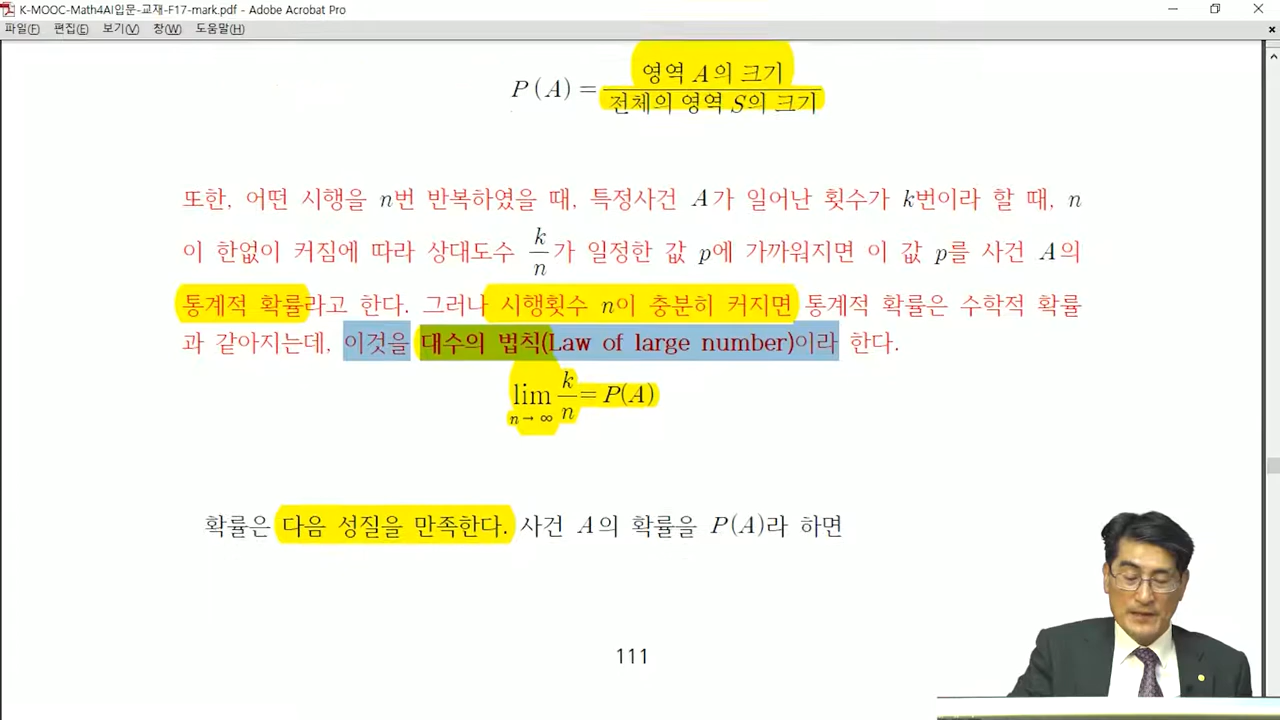 K-MOOC-Math4AI입문-교재-F17-mark.pdf - Adobe Acrobat Pro
파일(F) 편집(E) 보기(V) 창(W) 도움말(H)
P(A) = 영역 A의 크기 / 전체의 영역 S의 크기
또한, 어떤 시행을 n번 반복하였을 때, 특정사건 A가 일어난 횟수가 k번이라 할 때, n
이 한없이 커짐에 따라 상대도수 k/n가 일정한 값 p에 가까워지면 이 값 p를 사건 A의
통계적 확률라고 한다. 그러나 시행횟수 n이 충분히 커지면 통계적 확률은 수학적 확률
과 같아지는데, 이것을 대수의 법칙(Law of large number)이라 한다.
lim n→∞ k/n = P(A)
확률은 다음 성질을 만족한다. 사건 A의 확률을 P(A)라 하면
111